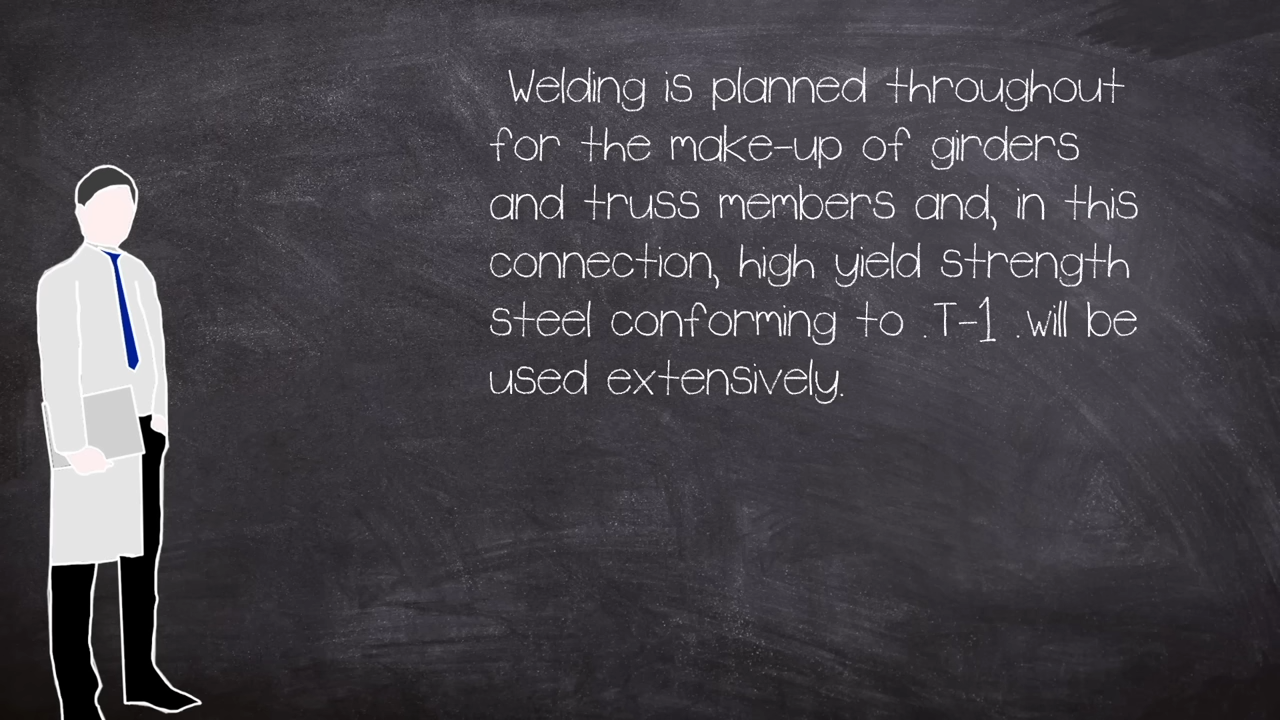 Welding is planned throughout
for the make-up of girders
and truss members and, in this
connection, high yield strength
steel conforming to .T-1 .will be
used extensively.